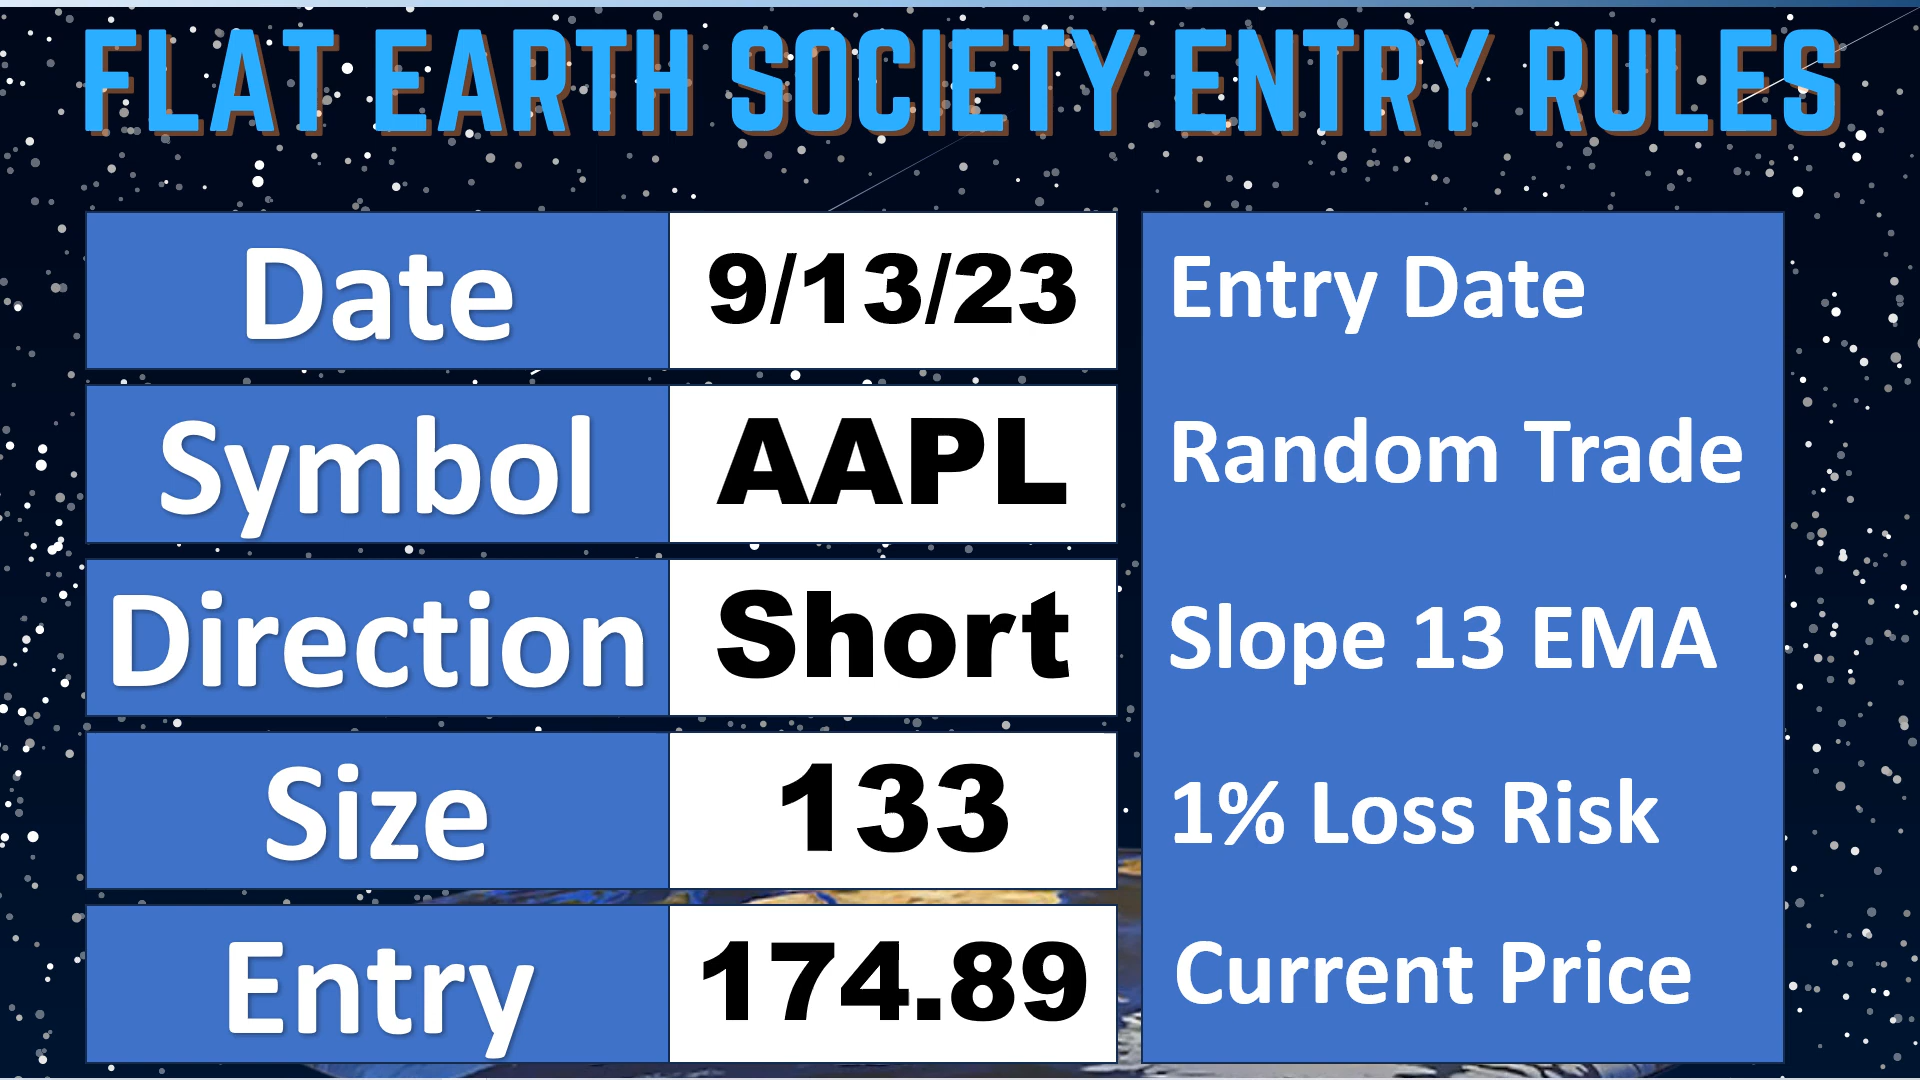 FLAT EARTH SOCIETY ENTRY RULES
Date 9/13/23 Entry Date
Symbol AAPL Random Trade
Direction Short Slope 13 EMA
Size 133 1% Loss Risk
Entry 174.89 Current Price